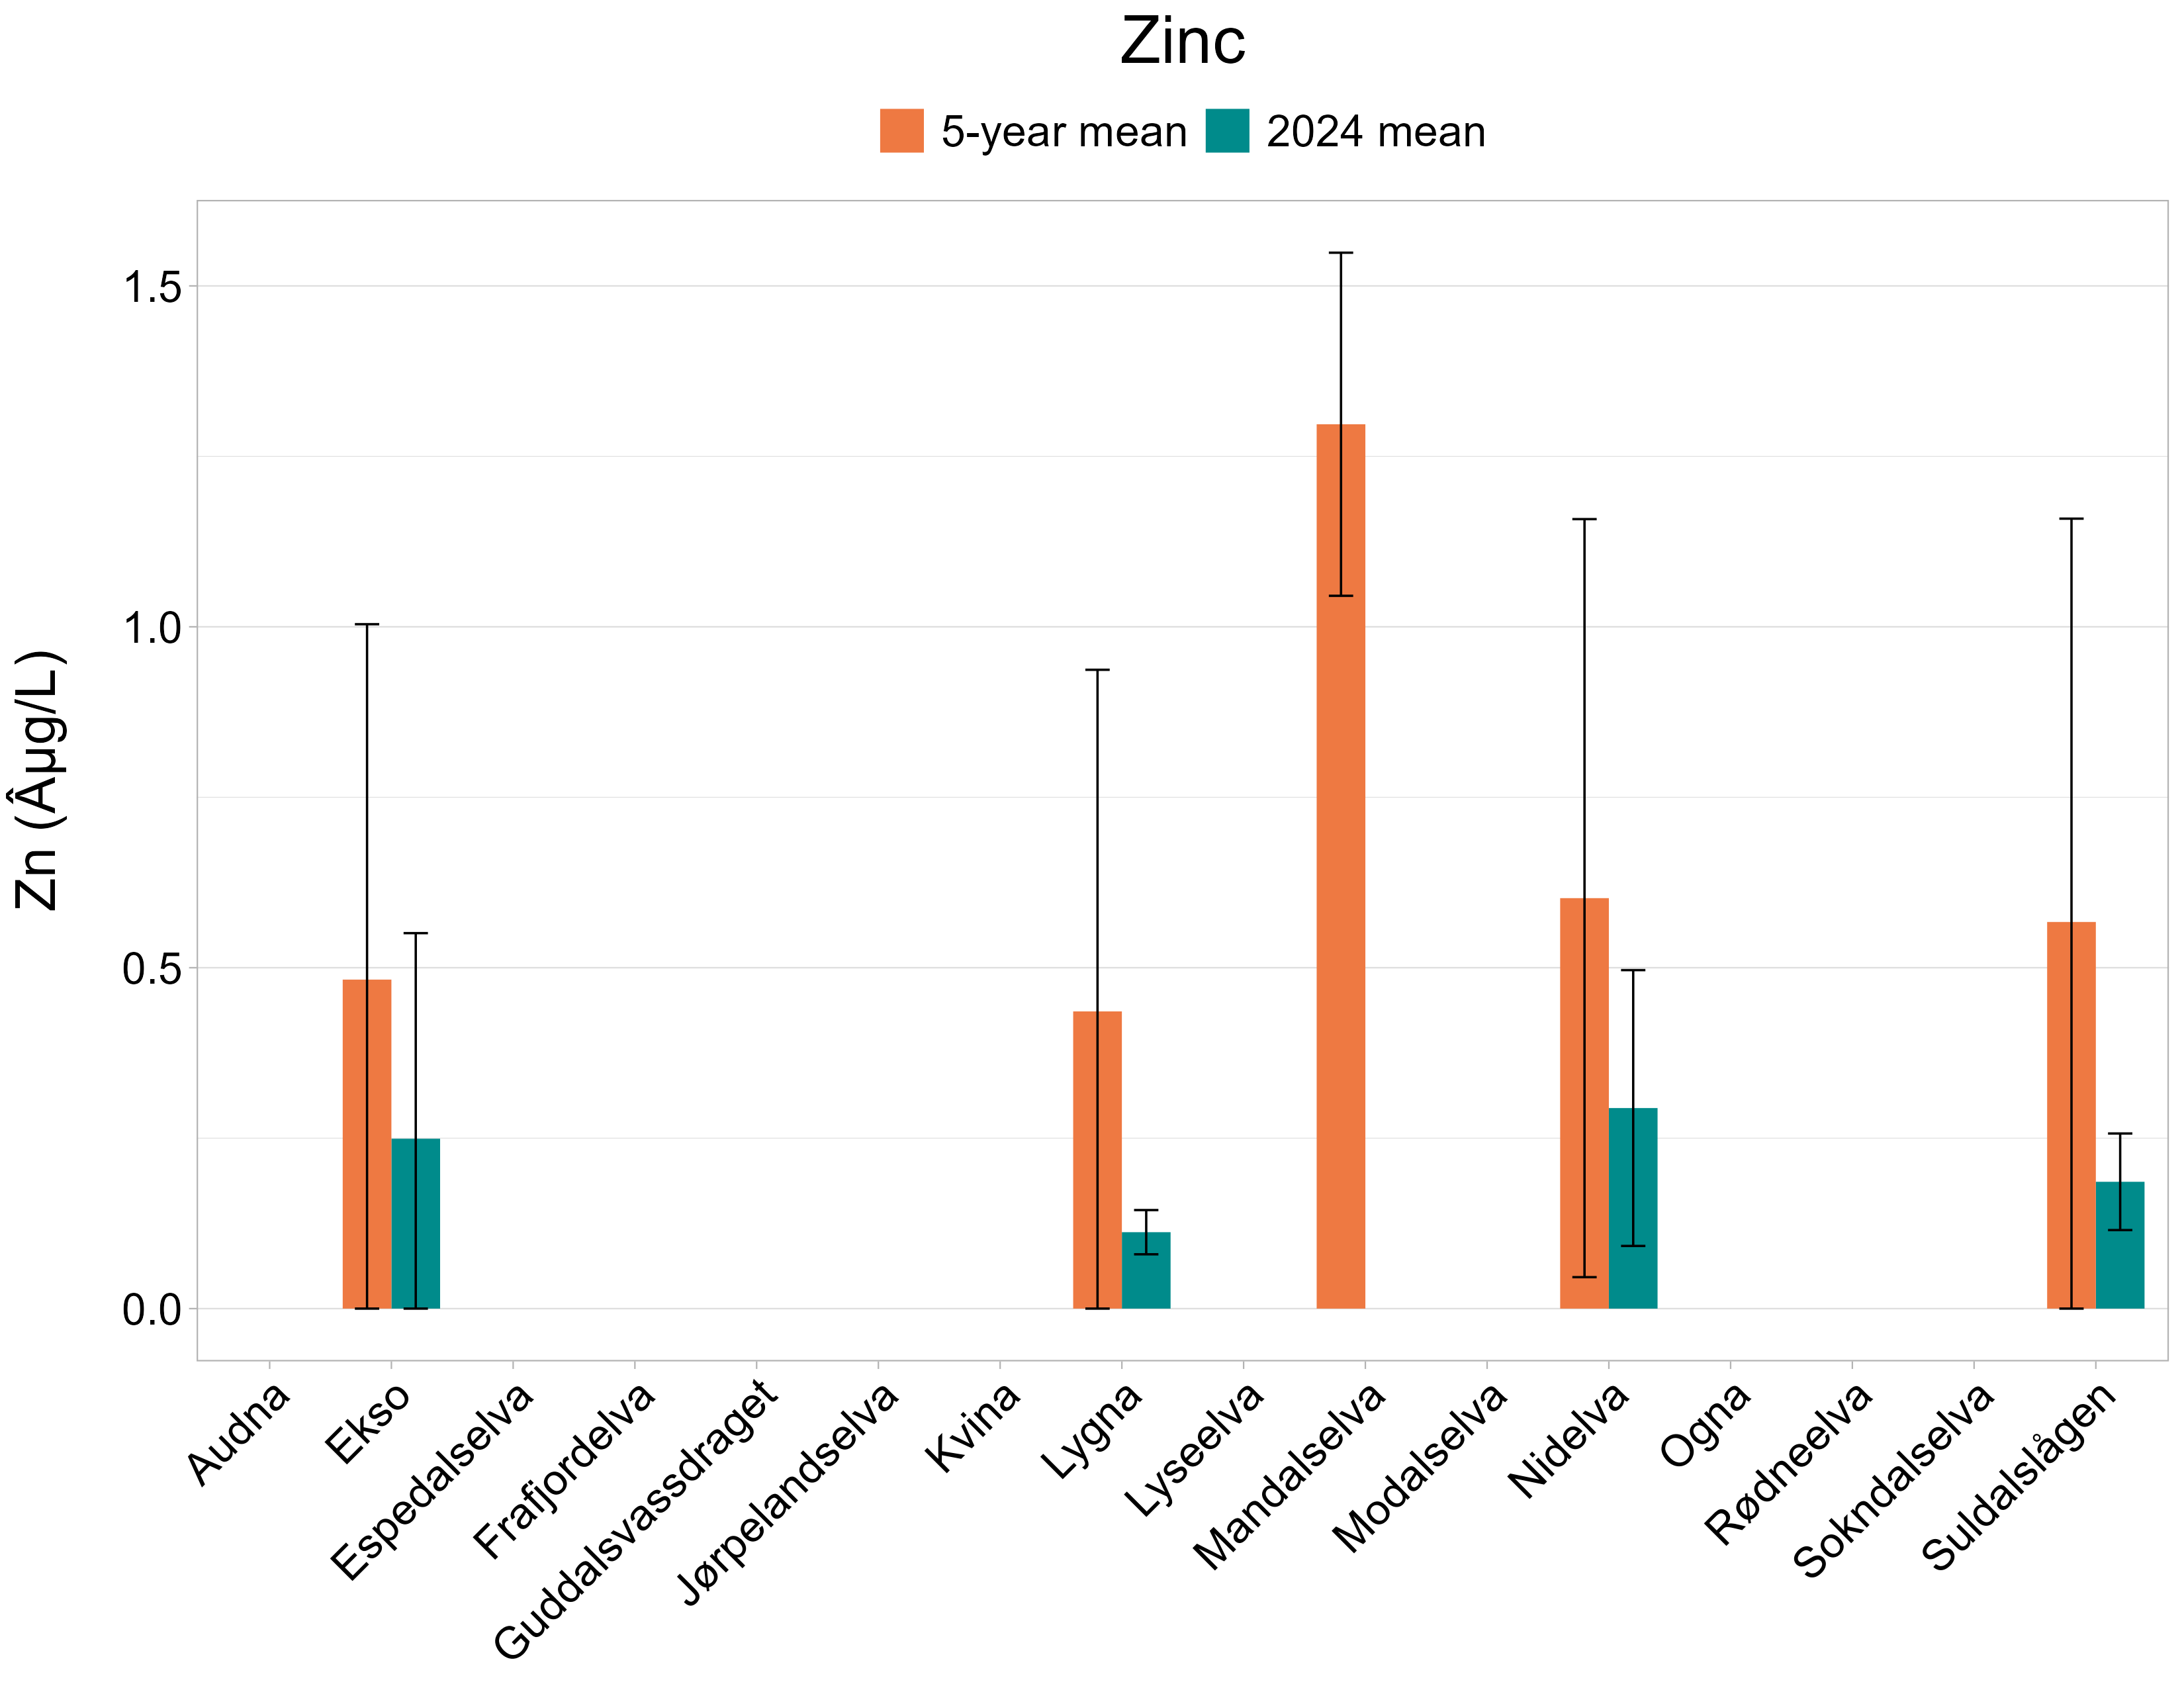 Zinc
5-year mean 2024 mean
Zn (Âµg/L)
1.5
1.0
0.5
0.0
Audna
Ekso
Espedalselva
Frafjordelva
Guddalsvassdraget
Jørpelandselva
Kvina
Lygna
Lyseelva
Mandalselva
Modalselva
Nidelva
Ogna
Rødneelva
Sokndalselva
Suldalslågen